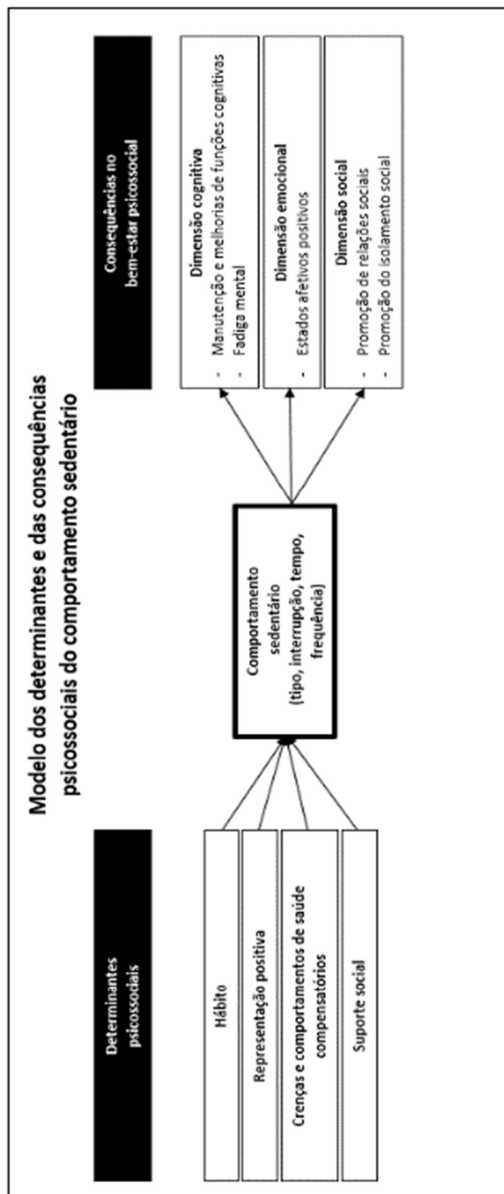 Modelo dos determinantes e das consequências
psicossociais do comportamento sedentário
Determinantes
psicossociais
Hábito
Representação positiva
Crenças e comportamentos de saúde
compensatórios
Suporte social
Comportamento
sedentário
(tipo, interrupção, tempo,
frequência)
Consequências no
bem-estar psicossocial
Dimensão cognitiva
- Manutenção e melhorias de funções cognitivas
- Fadiga mental
Dimensão emocional
- Estados afetivos positivos
Dimensão social
- Promoção de relações sociais
- Promoção do isolamento social